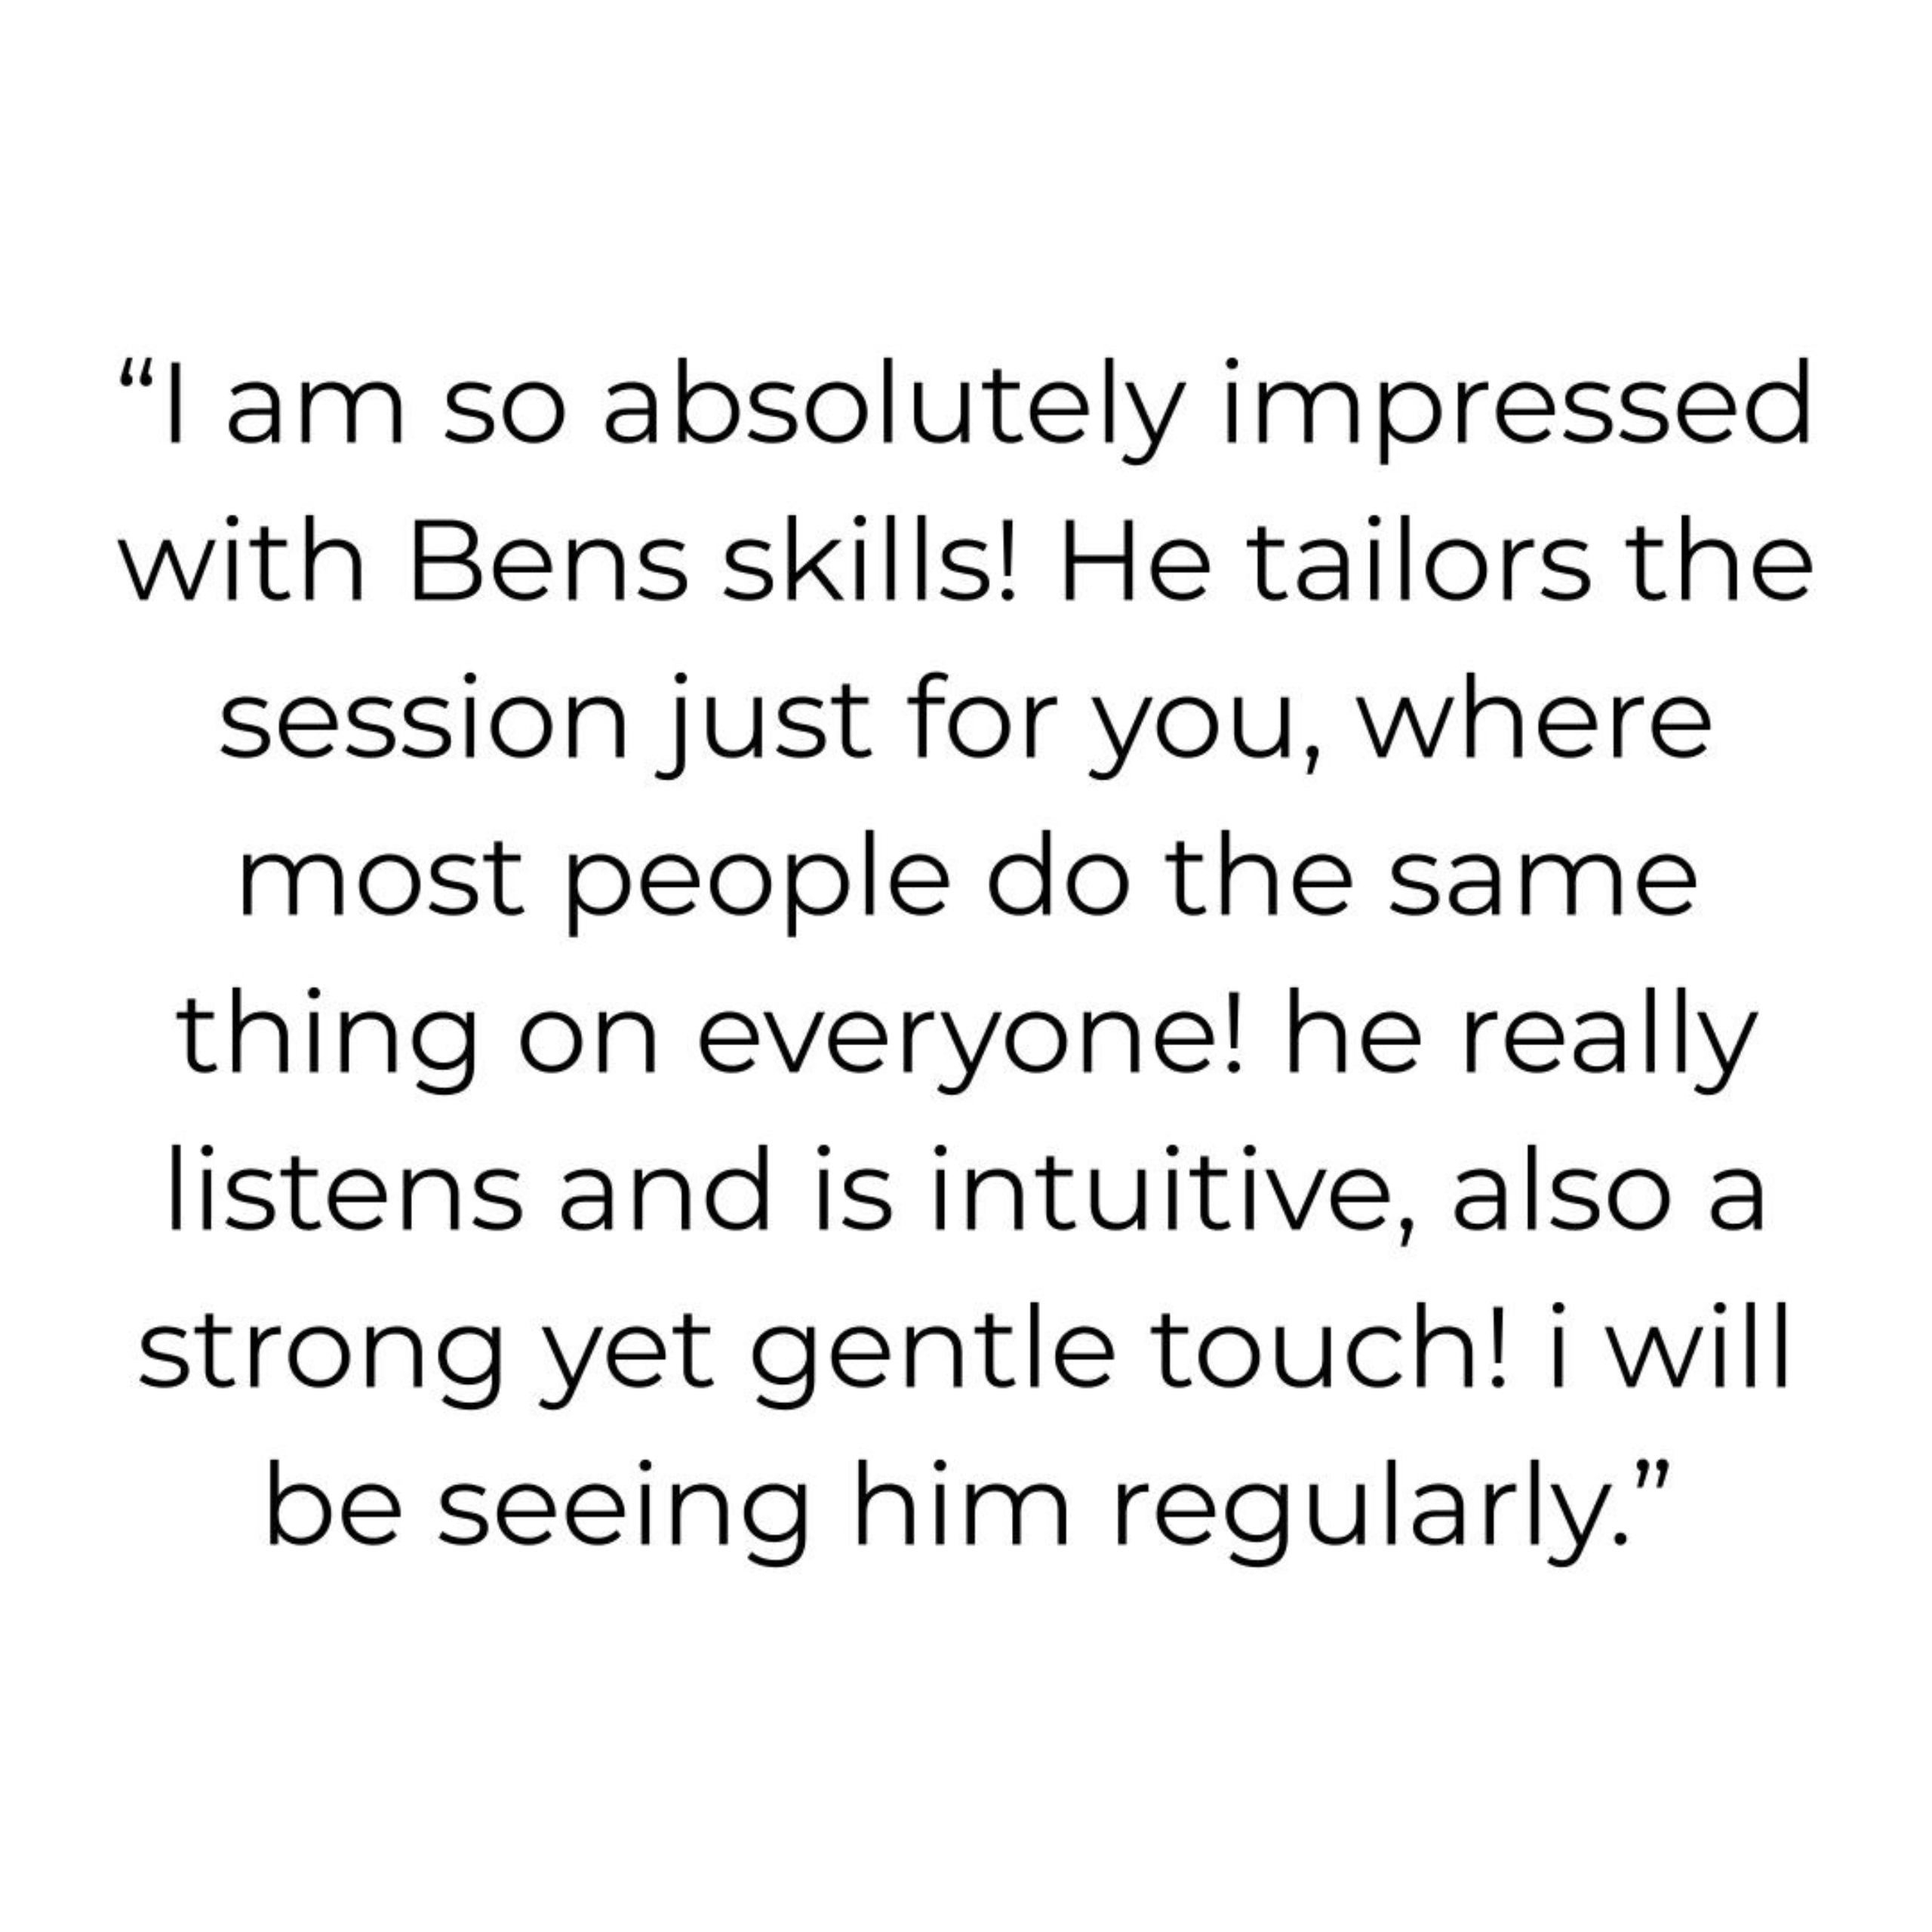 “I am so absolutely impressed
with Bens skills! He tailors the
session just for you, where
most people do the same
thing on everyone! he really
listens and is intuitive, also a
strong yet gentle touch! i will
be seeing him regularly.”